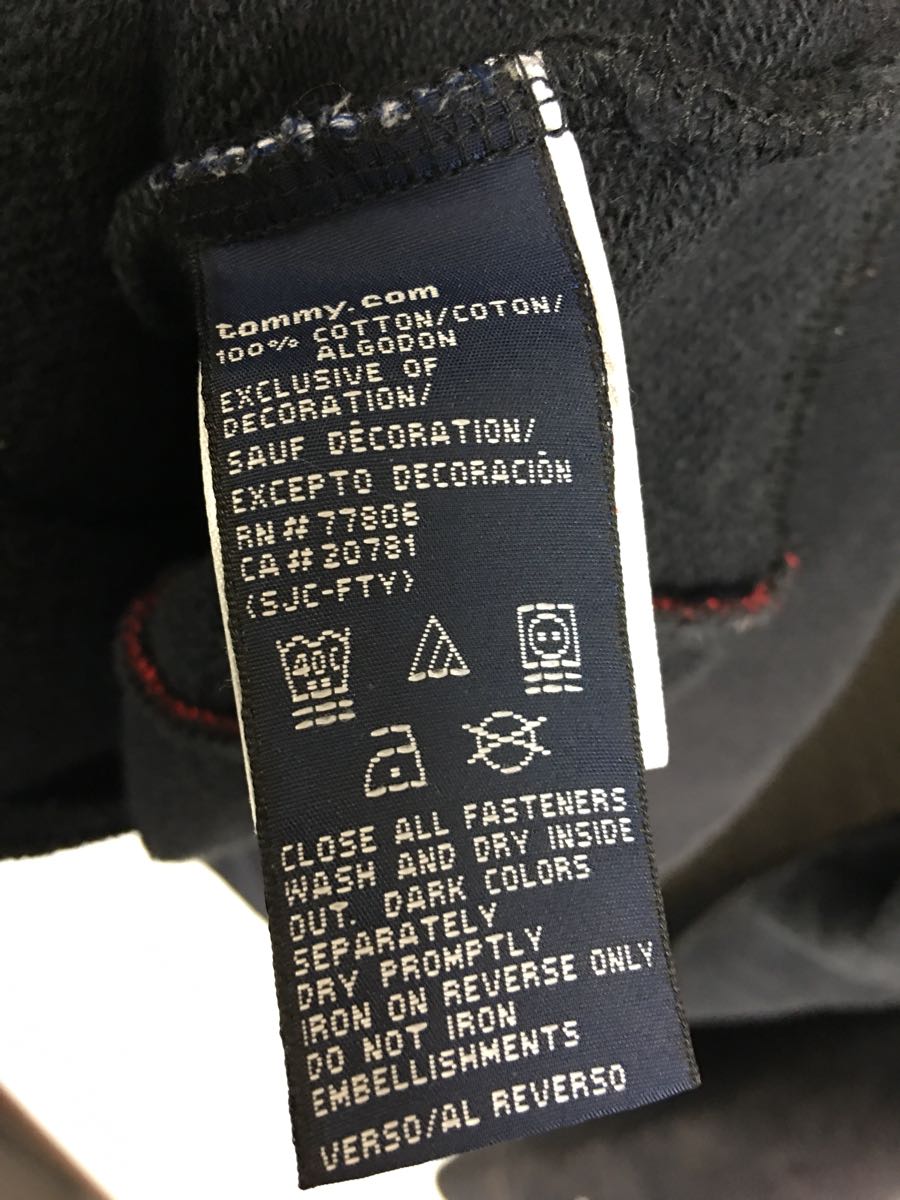 tommy.com
100% COTTON/COTON/
ALGODON
EXCLUSIVE OF
DECORATION/
SAUF DÉCORATION/
EXCEPTO DECORACIÓN
RN# 77806
CA# 20781
(SJC-FTY)
40C
CLOSE ALL FASTENERS
WASH AND DRY INSIDE
OUT. DARK COLORS
SEPARATELY
DRY PROMPTLY
IRON ON REVERSE ONLY
DO NOT IRON
EMBELLISHMENTS
VERSO/AL REVERSO